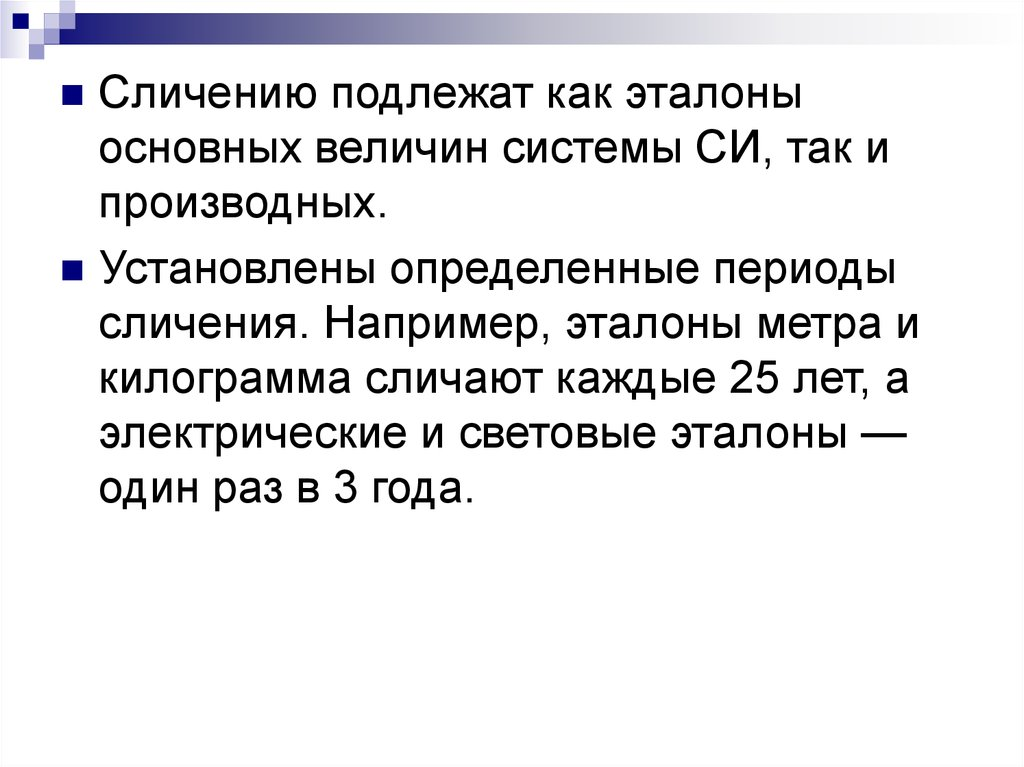 Сличению подлежат как эталоны
основных величин системы СИ, так и
производных.
Установлены определенные периоды
сличения. Например, эталоны метра и
килограмма сличают каждые 25 лет, а
электрические и световые эталоны —
один раз в 3 года.